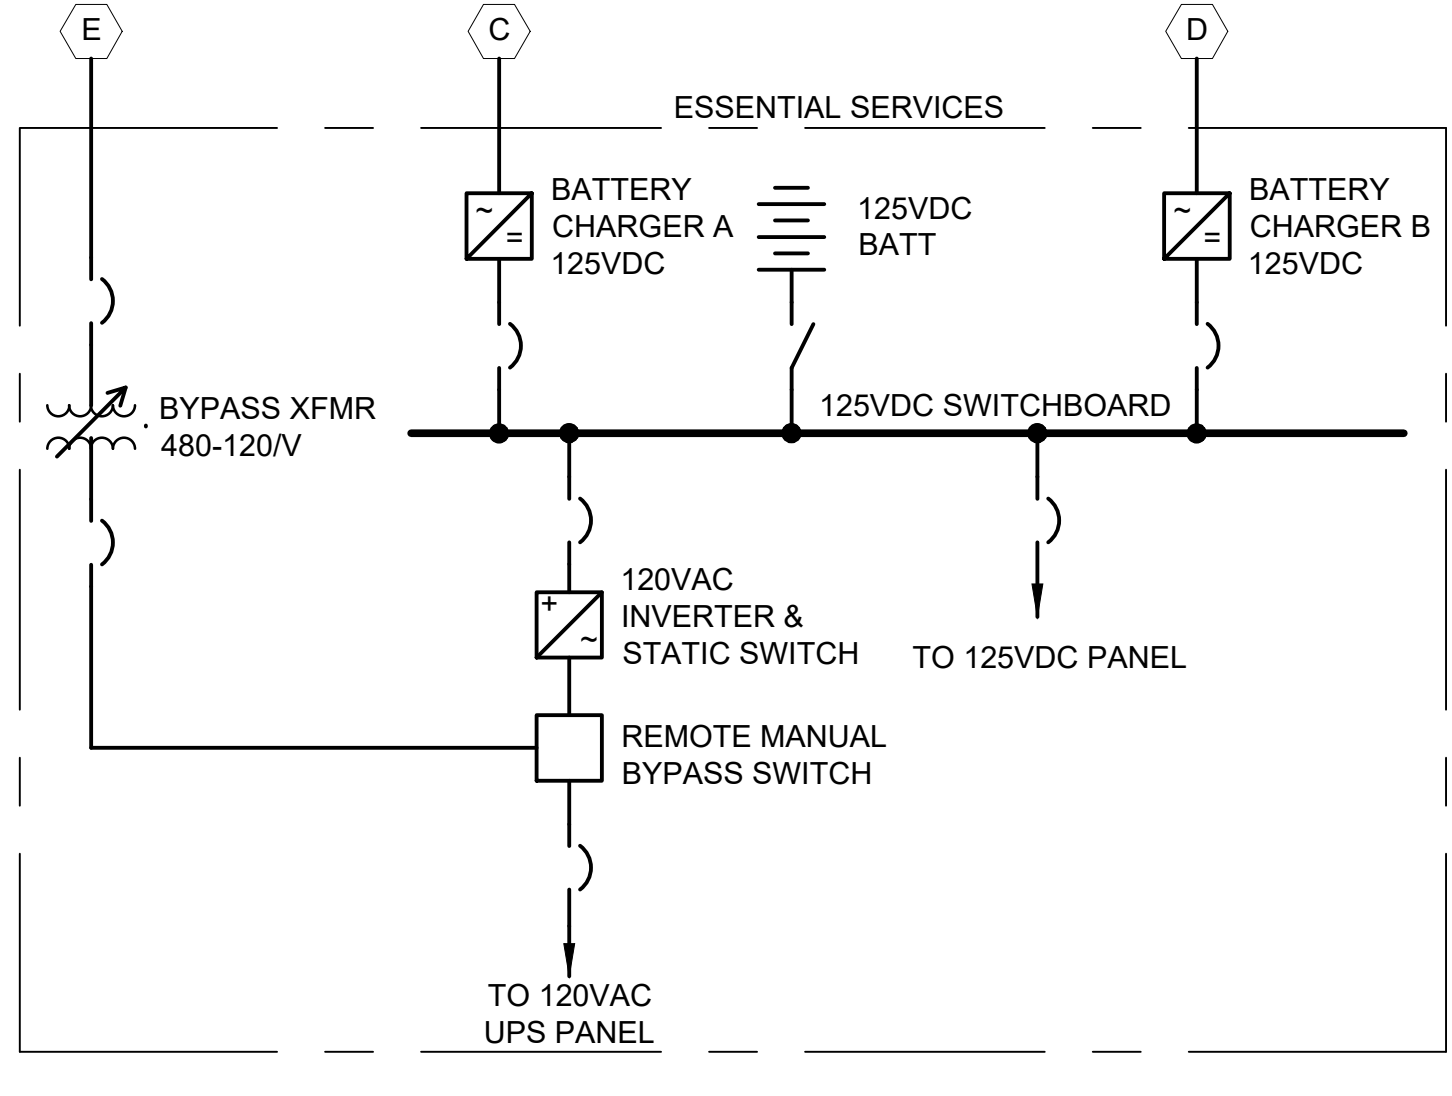 E
C
D
ESSENTIAL SERVICES
~
=
BATTERY
CHARGER A
125VDC
125VDC
BATT
~
=
BATTERY
CHARGER B
125VDC
BYPASS XFMR
480-120/V
125VDC SWITCHBOARD
+
~
120VAC
INVERTER &
STATIC SWITCH
TO 125VDC PANEL
REMOTE MANUAL
BYPASS SWITCH
TO 120VAC
UPS PANEL